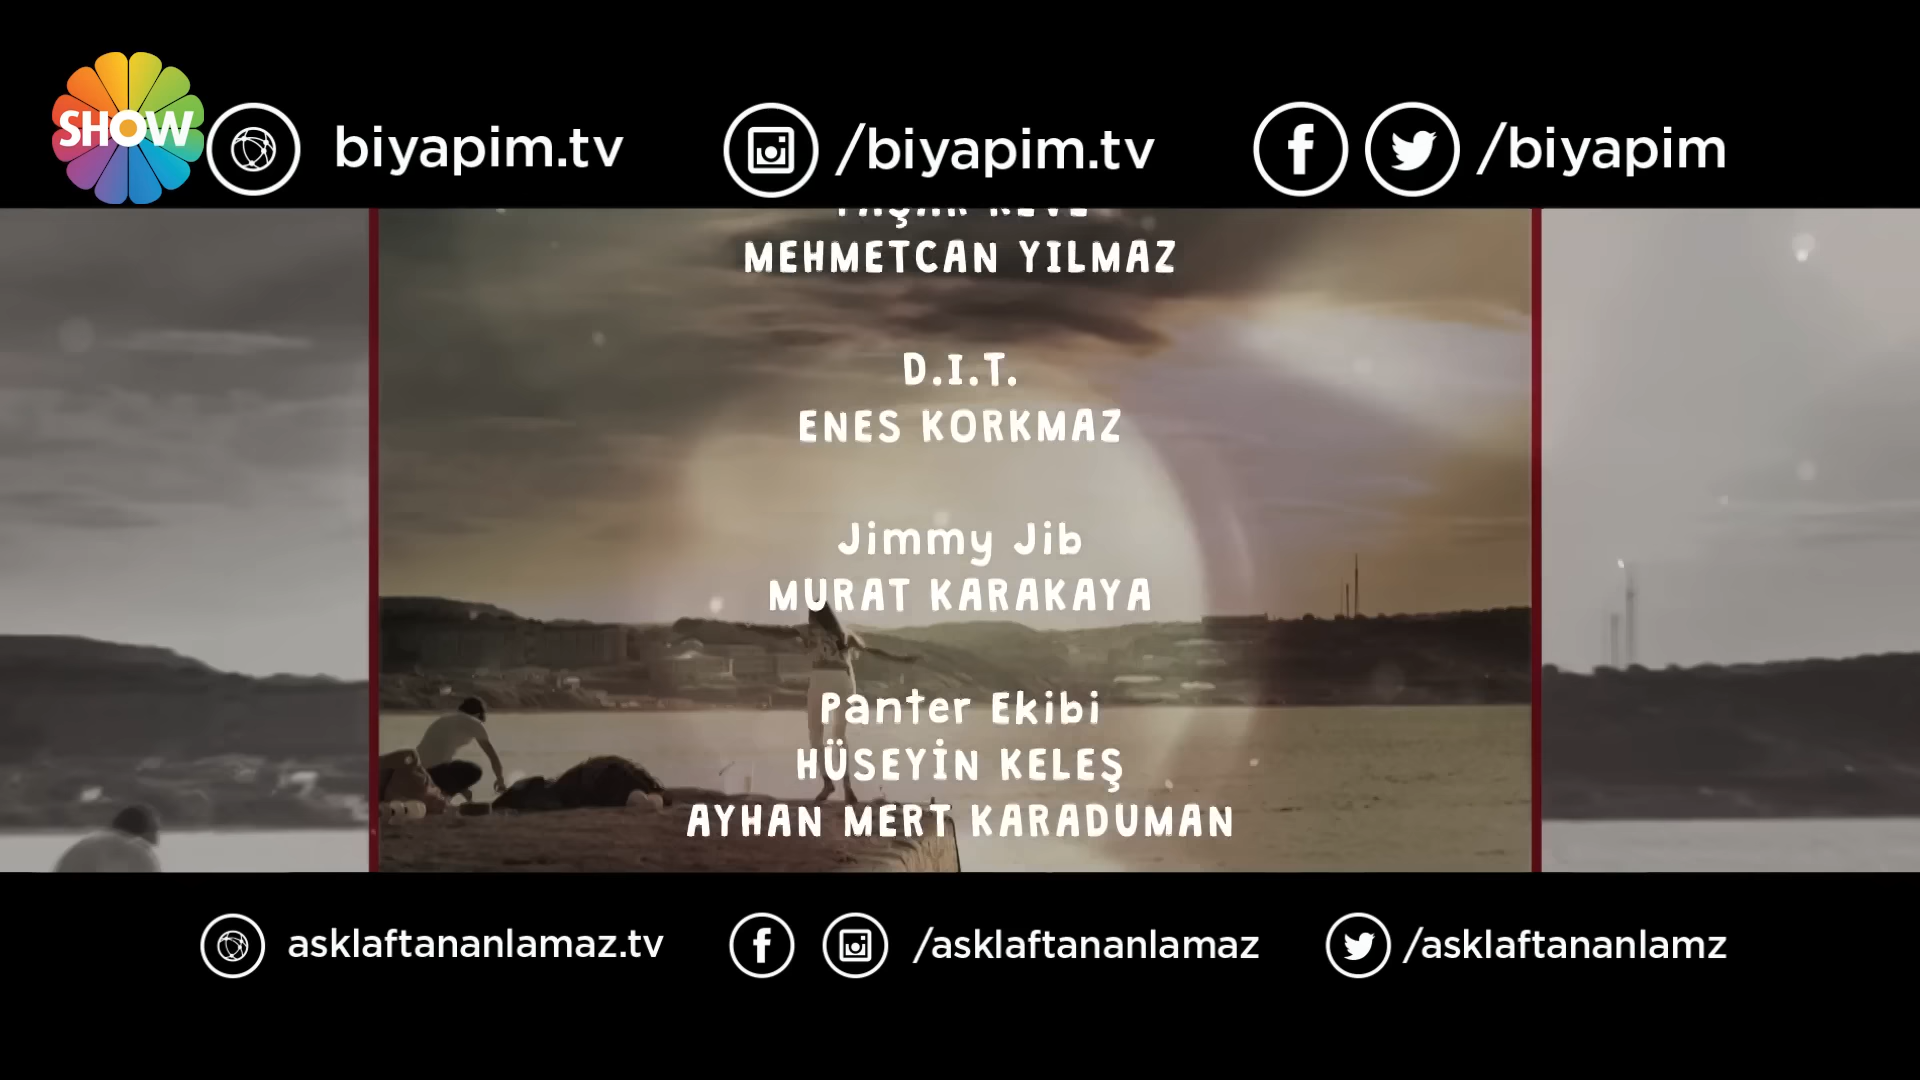 SHOW
biyapim.tv
/biyapim.tv
/biyapim
MEHMETCAN YILMAZ
D.I.T.
ENES KORKMAZ
Jimmy Jib
MURAT KARAKAYA
Panter Ekibi
HÜSEYİN KELEŞ
AYHAN MERT KARADUMAN
asklaftananlamaz.tv
/asklaftananlamaz
/asklaftananlamz